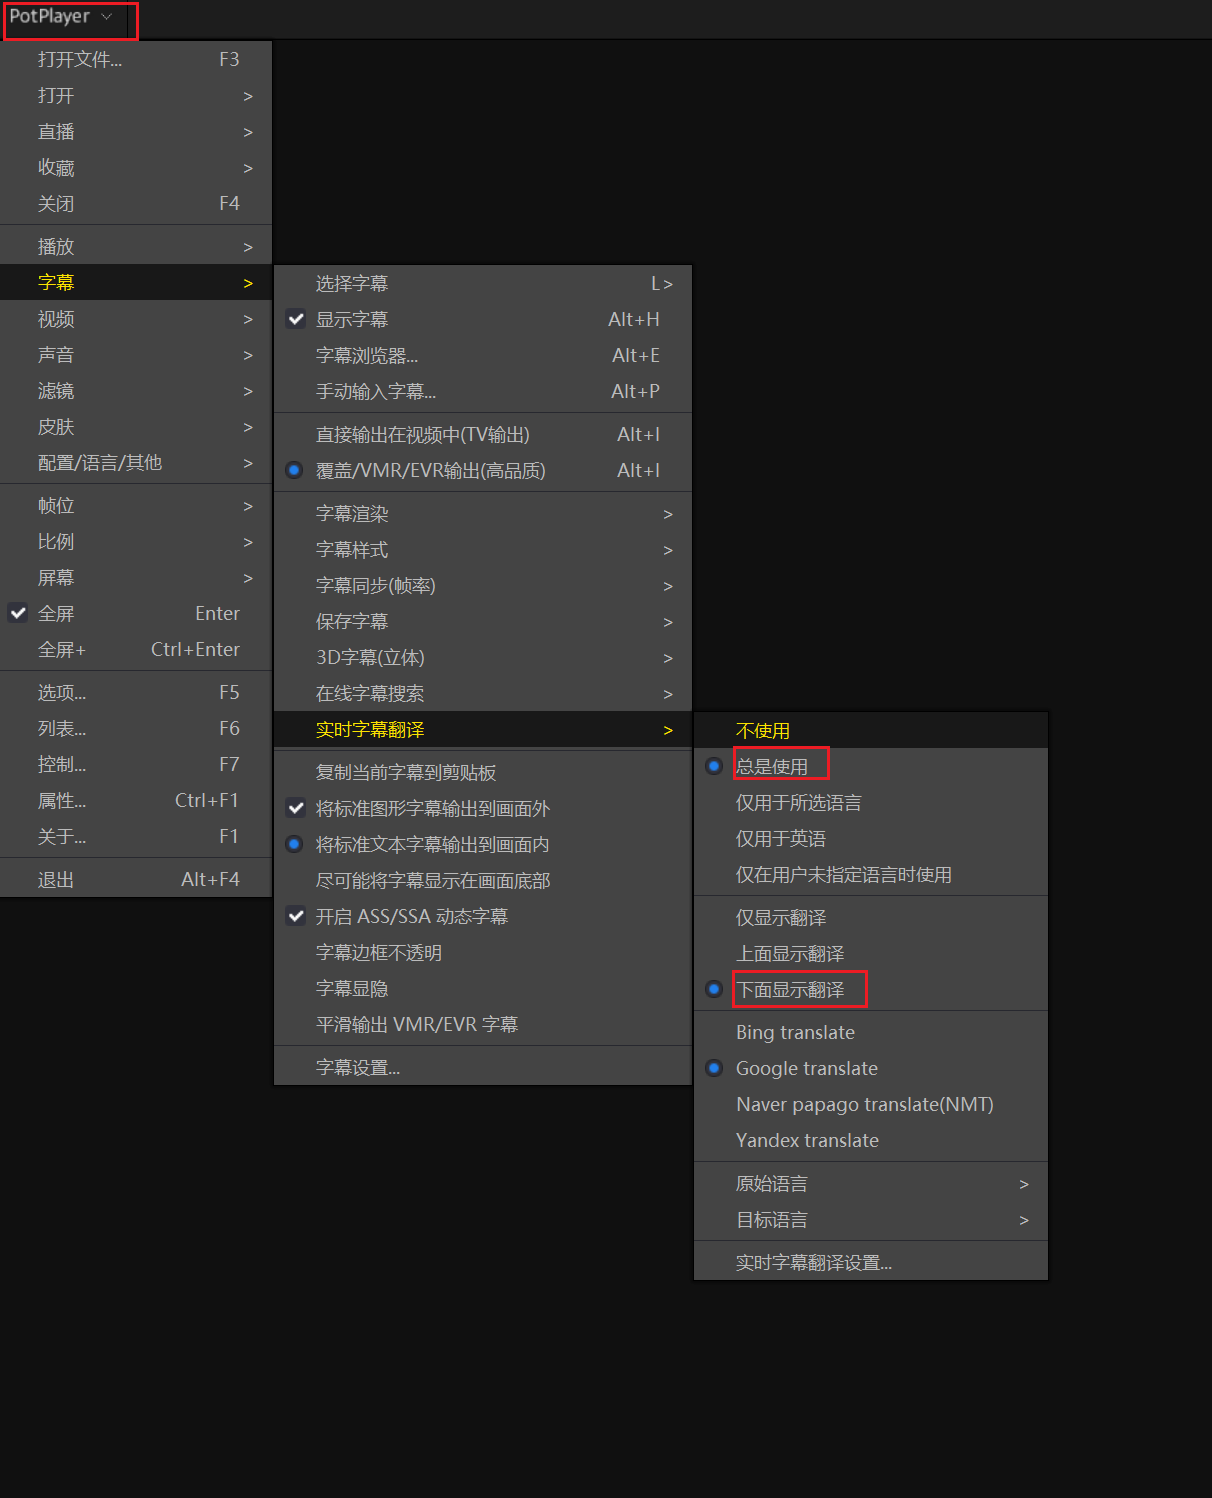 PotPlayer
打开文件... F3
打开 >
直播 >
收藏 >
关闭 F4
播放 >
字幕 >
视频 >
声音 >
滤镜 >
皮肤 >
配置/语言/其他 >
帧位 >
比例 >
屏幕 >
全屏 Enter
全屏+ Ctrl+Enter
选项... F5
列表... F6
控制... F7
属性... Ctrl+F1
关于... F1
退出 Alt+F4
选择字幕 L >
显示字幕 Alt+H
字幕浏览器... Alt+E
手动输入字幕... Alt+P
直接输出在视频中(TV输出) Alt+I
覆盖/VMR/EVR输出(高品质) Alt+I
字幕渲染 >
字幕样式 >
字幕同步(帧率) >
保存字幕 >
3D字幕(立体) >
在线字幕搜索 >
实时字幕翻译 >
复制当前字幕到剪贴板
将标准图形字幕输出到画面外
将标准文本字幕输出到画面内
尽可能将字幕显示在画面底部
开启 ASS/SSA 动态字幕
字幕边框不透明
字幕显隐
平滑输出 VMR/EVR 字幕
字幕设置...
不使用
总是使用
仅用于所选语言
仅用于英语
仅在用户未指定语言时使用
仅显示翻译
上面显示翻译
下面显示翻译
Bing translate
Google translate
Naver papago translate(NMT)
Yandex translate
原始语言 >
目标语言 >
实时字幕翻译设置...